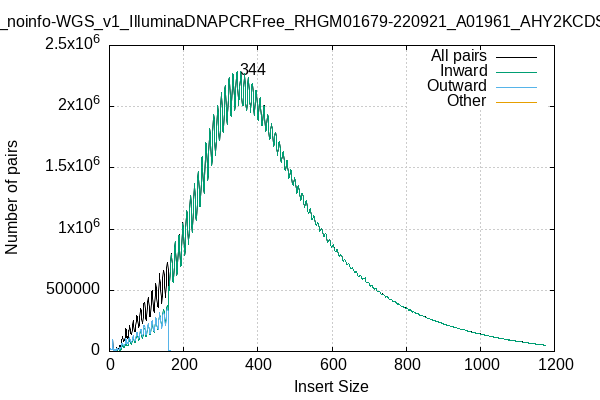 _noinfo-WGS_v1_IlluminaDNAPCRFree_RHGM01679-220921_A01961_AHY2KCDS
2.5x10⁶
2x10⁶
1.5x10⁶
1x10⁶
500000
0
Number of pairs
344
All pairs
Inward
Outward
Other
0 200 400 600 800 1000 1200
Insert Size